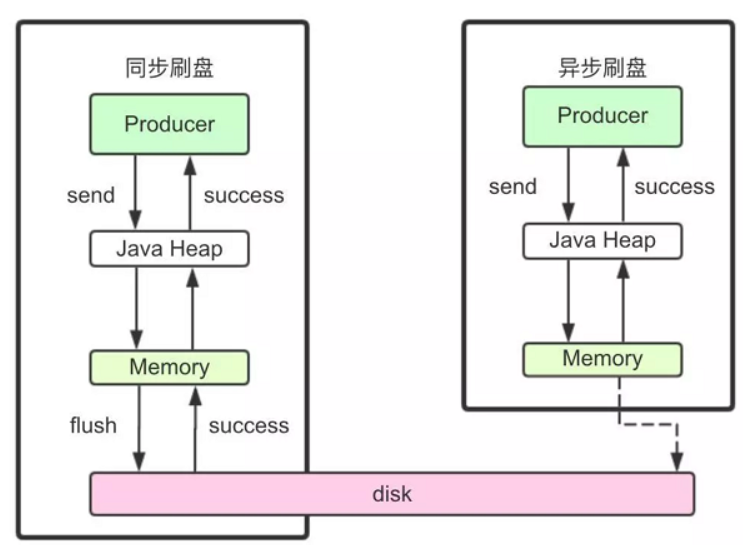 同步刷盘
Producer
send
success
Java Heap
Memory
flush
success
异步刷盘
Producer
send
success
Java Heap
Memory
disk